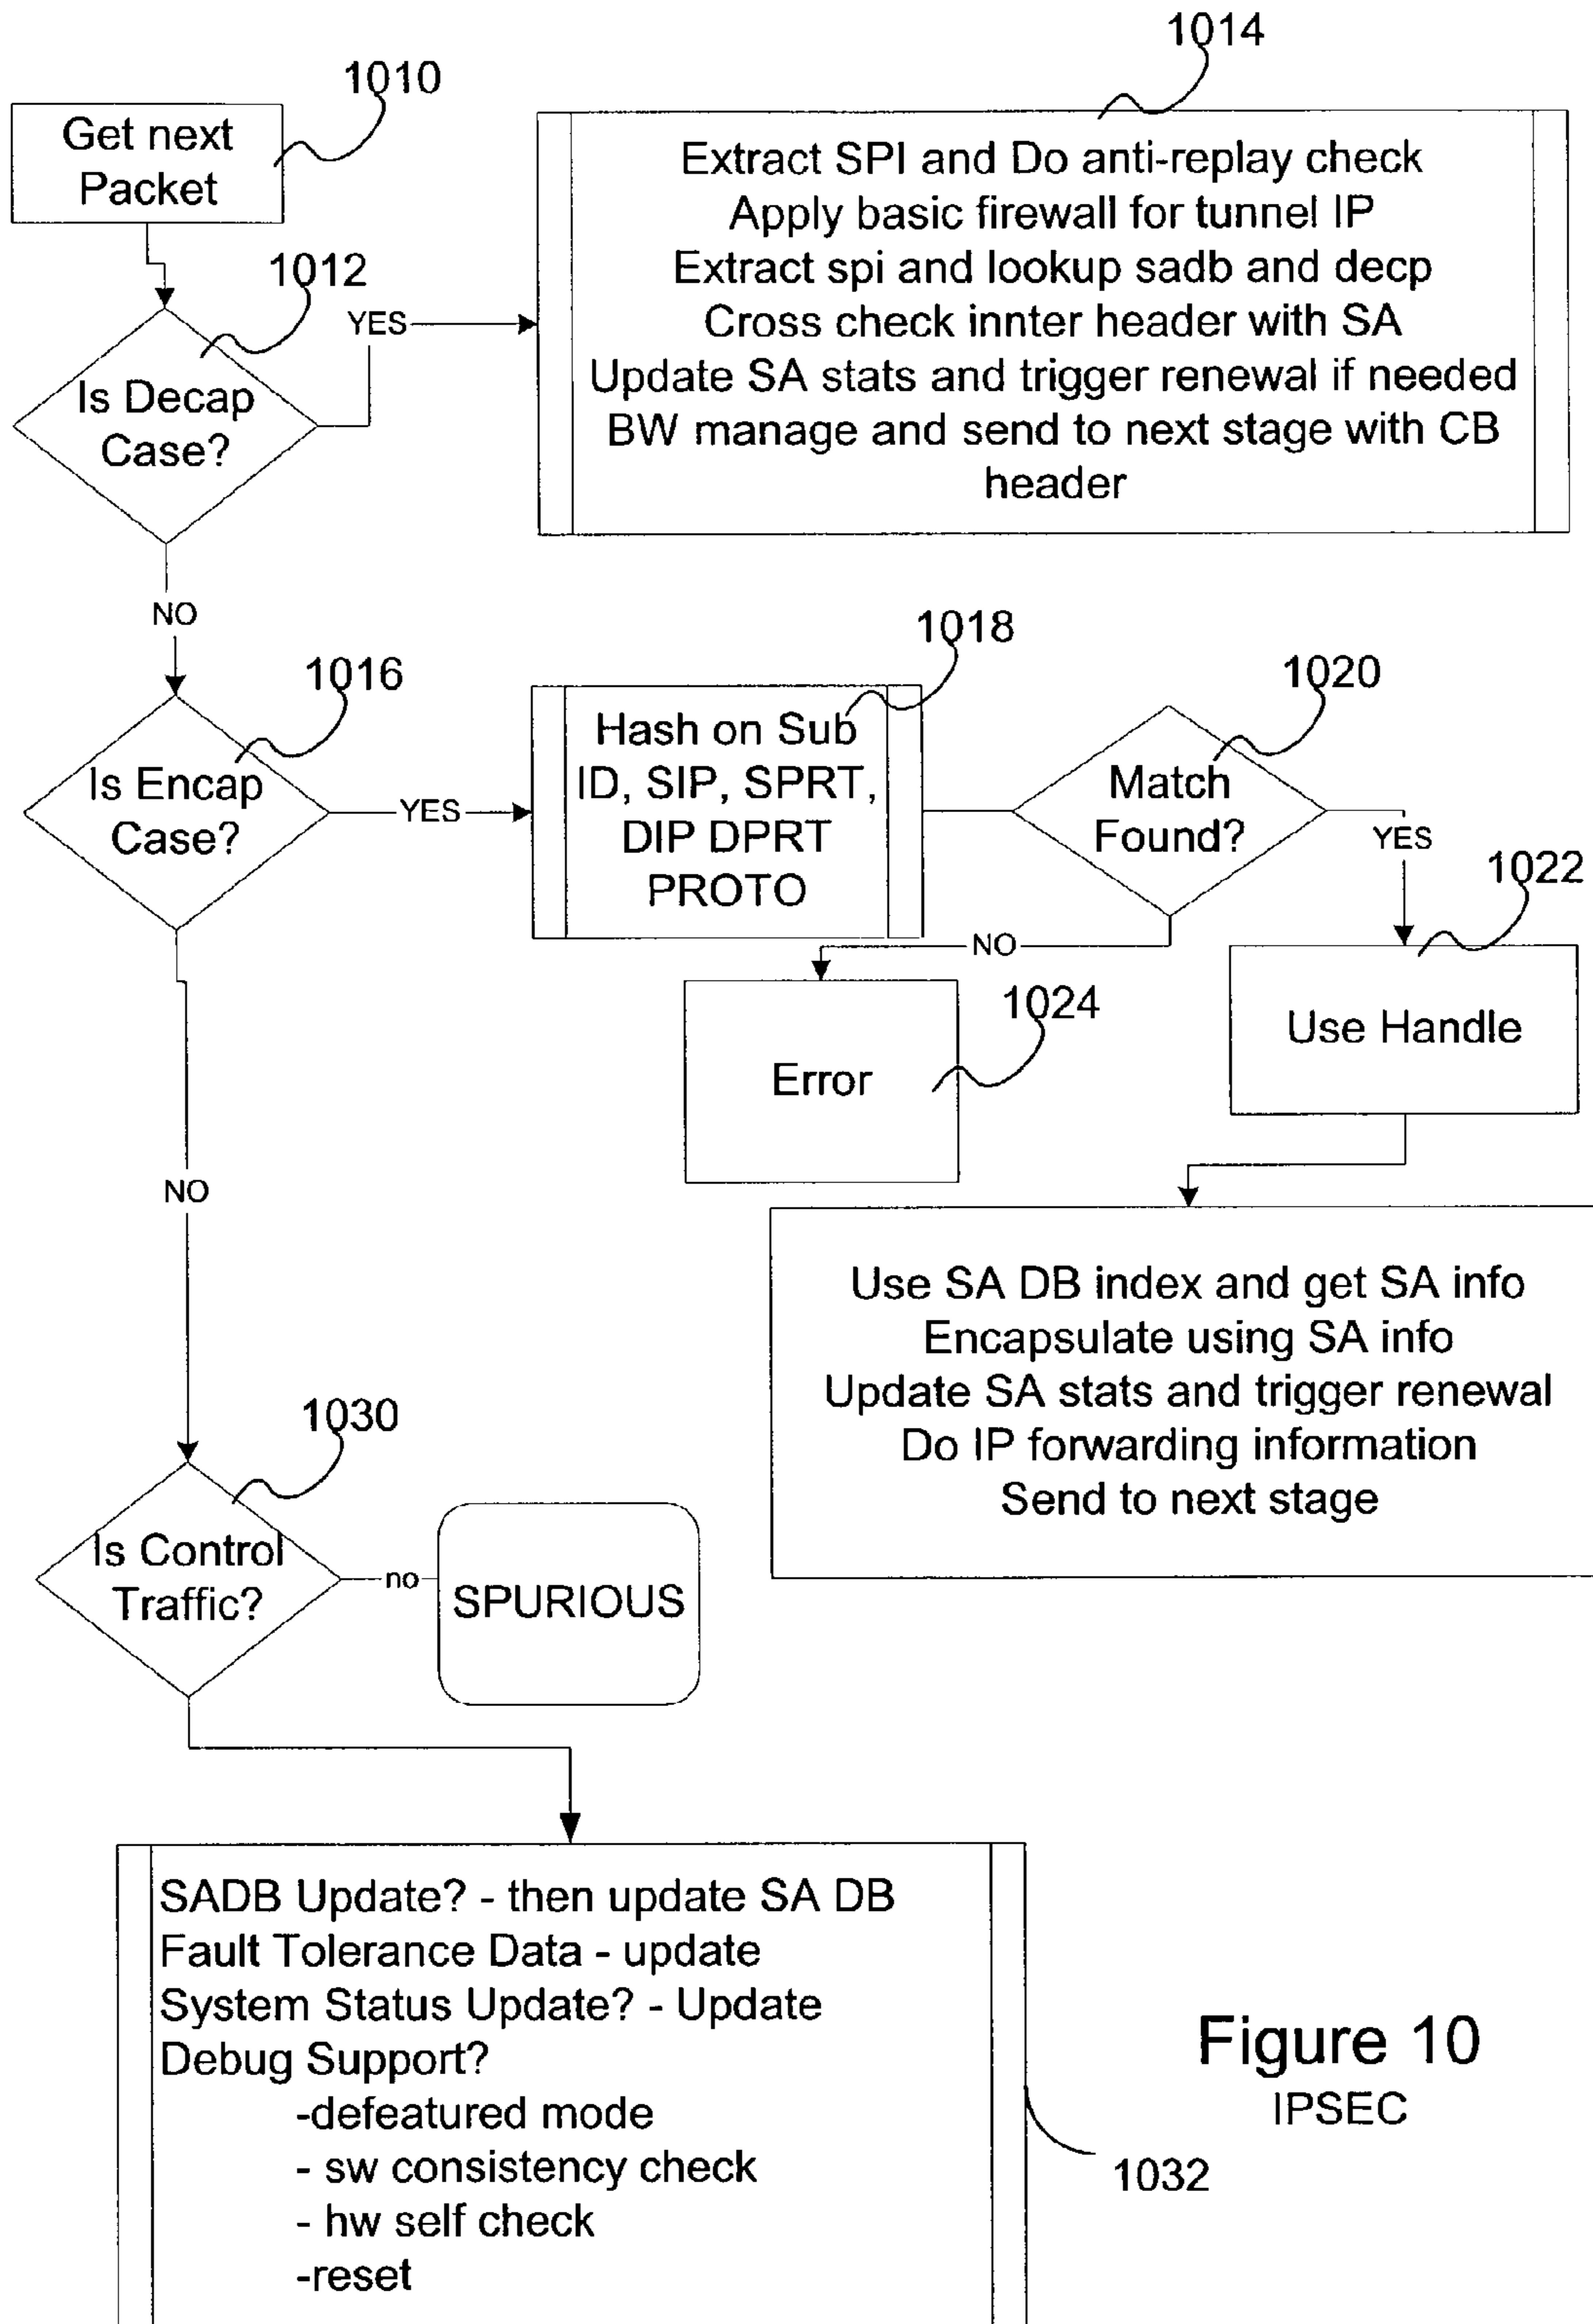 1014
1010
Get next
Packet
Extract SPI and Do anti-replay check
Apply basic firewall for tunnel IP
Extract spi and lookup sadb and decp
Cross check innter header with SA
Update SA stats and trigger renewal if needed
BW manage and send to next stage with CB
header
1012
YES
Is Decap
Case?
NO
1018
1016
1020
Is Encap
Case?
YES
Hash on Sub
ID, SIP, SPRT,
DIP DPRT
PROTO
Match
Found?
YES
1022
NO
1024
Error
Use Handle
NO
Use SA DB index and get SA info
Encapsulate using SA info
Update SA stats and trigger renewal
Do IP forwarding information
Send to next stage
1030
Is Control
Traffic?
no
SPURIOUS
SADB Update? - then update SA DB
Fault Tolerance Data - update
System Status Update? - Update
Debug Support?
-defeatured mode
- sw consistency check
- hw self check
-reset
1032
Figure 10
IPSEC